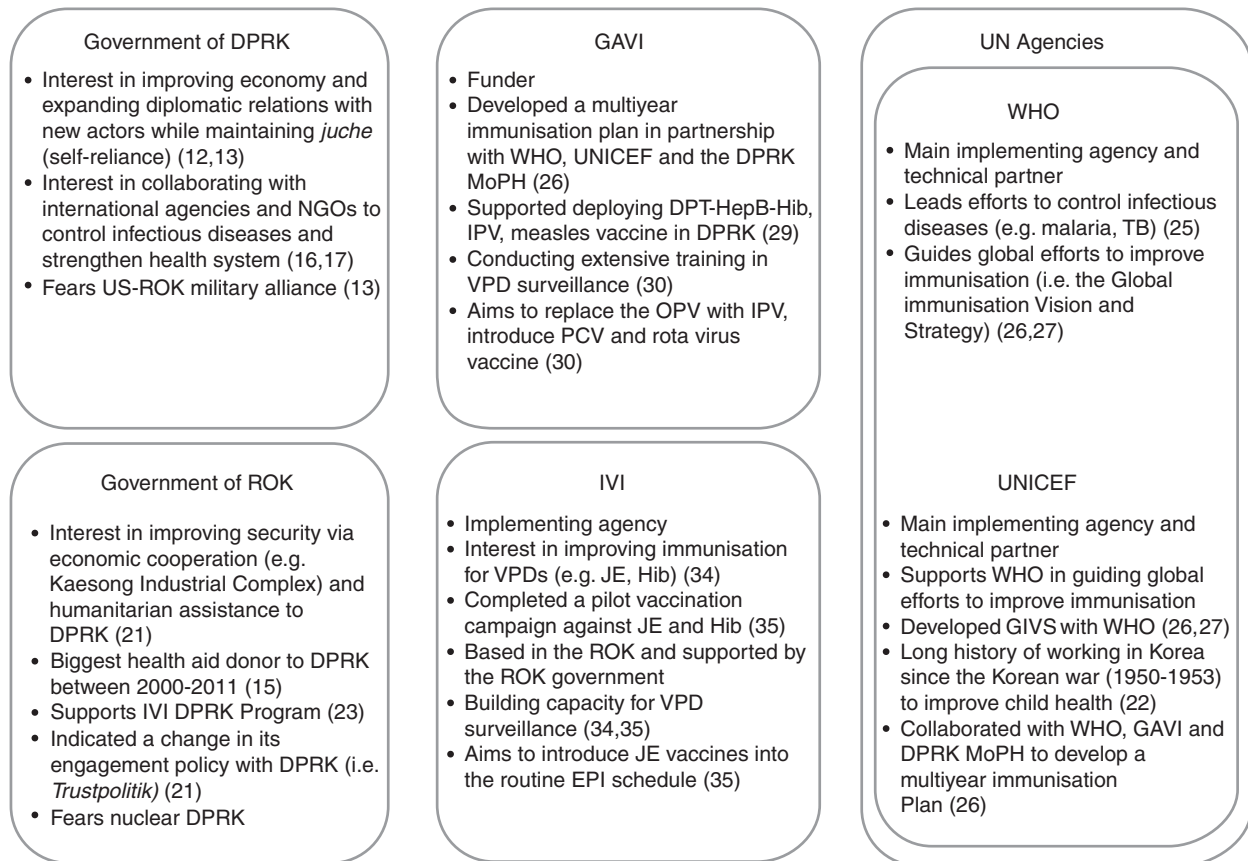 Government of DPRK
• Interest in improving economy and
expanding diplomatic relations with
new actors while maintaining juche
(self-reliance) (12,13)
• Interest in collaborating with
international agencies and NGOs to
control infectious diseases and
strengthen health system (16,17)
• Fears US-ROK military alliance (13)
GAVI
• Funder
• Developed a multiyear
immunisation plan in partnership
with WHO, UNICEF and the DPRK
MoPH (26)
• Supported deploying DPT-HepB-Hib,
IPV, measles vaccine in DPRK (29)
• Conducting extensive training in
VPD surveillance (30)
• Aims to replace the OPV with IPV,
introduce PCV and rota virus
vaccine (30)
UN Agencies
WHO
• Main implementing agency and
technical partner
• Leads efforts to control infectious
diseases (e.g. malaria, TB) (25)
• Guides global efforts to improve
immunisation (i.e. the Global
immunisation Vision and
Strategy) (26,27)
Government of ROK
• Interest in improving security via
economic cooperation (e.g.
Kaesong Industrial Complex) and
humanitarian assistance to
DPRK (21)
• Biggest health aid donor to DPRK
between 2000-2011 (15)
• Supports IVI DPRK Program (23)
• Indicated a change in its
engagement policy with DPRK (i.e.
Trustpolitik) (21)
• Fears nuclear DPRK
IVI
• Implementing agency
• Interest in improving immunisation
for VPDs (e.g. JE, Hib) (34)
• Completed a pilot vaccination
campaign against JE and Hib (35)
• Based in the ROK and supported by
the ROK government
• Building capacity for VPD
surveillance (34,35)
• Aims to introduce JE vaccines into
the routine EPI schedule (35)
UNICEF
• Main implementing agency and
technical partner
• Supports WHO in guiding global
efforts to improve immunisation
• Developed GIVS with WHO (26,27)
• Long history of working in Korea
since the Korean war (1950-1953)
to improve child health (22)
• Collaborated with WHO, GAVI and
DPRK MoPH to develop a
multiyear immunisation
Plan (26)